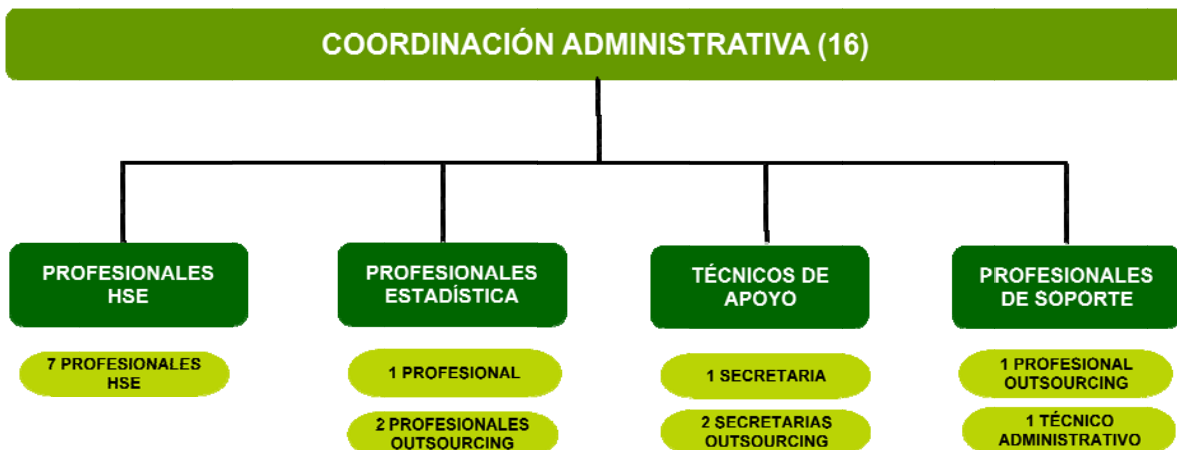 COORDINACIÓN ADMINISTRATIVA (16)
PROFESIONALES
HSE
PROFESIONALES
ESTADÍSTICA
TÉCNICOS DE
APOYO
PROFESIONALES
DE SOPORTE
7 PROFESIONALES
HSE
1 PROFESIONAL
2 PROFESIONALES
OUTSOURCING
1 SECRETARIA
2 SECRETARIAS
OUTSOURCING
1 PROFESIONAL
OUTSOURCING
1 TÉCNICO
ADMINISTRATIVO